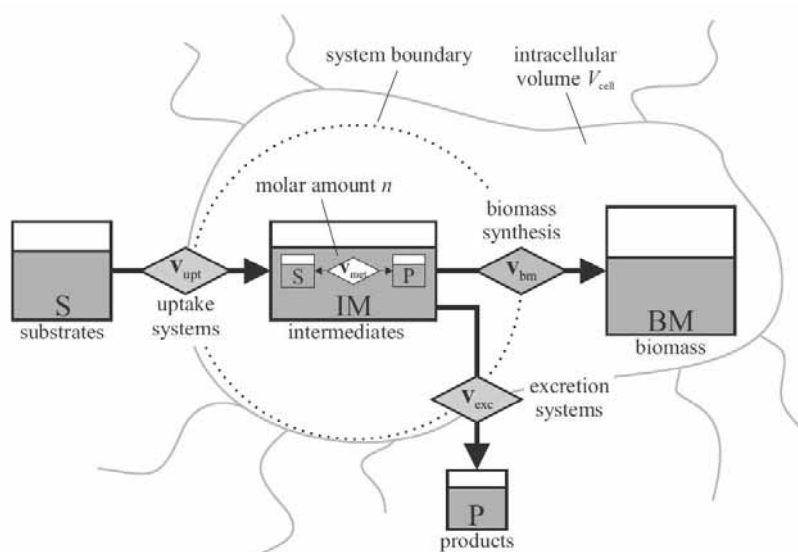 system boundary
intracellular
volume V_cell
molar amount n
biomass
synthesis
v_upt
S
v_met
P
v_bm
S
IM
BM
substrates
uptake
systems
intermediates
biomass
v_exc
excretion
systems
P
products